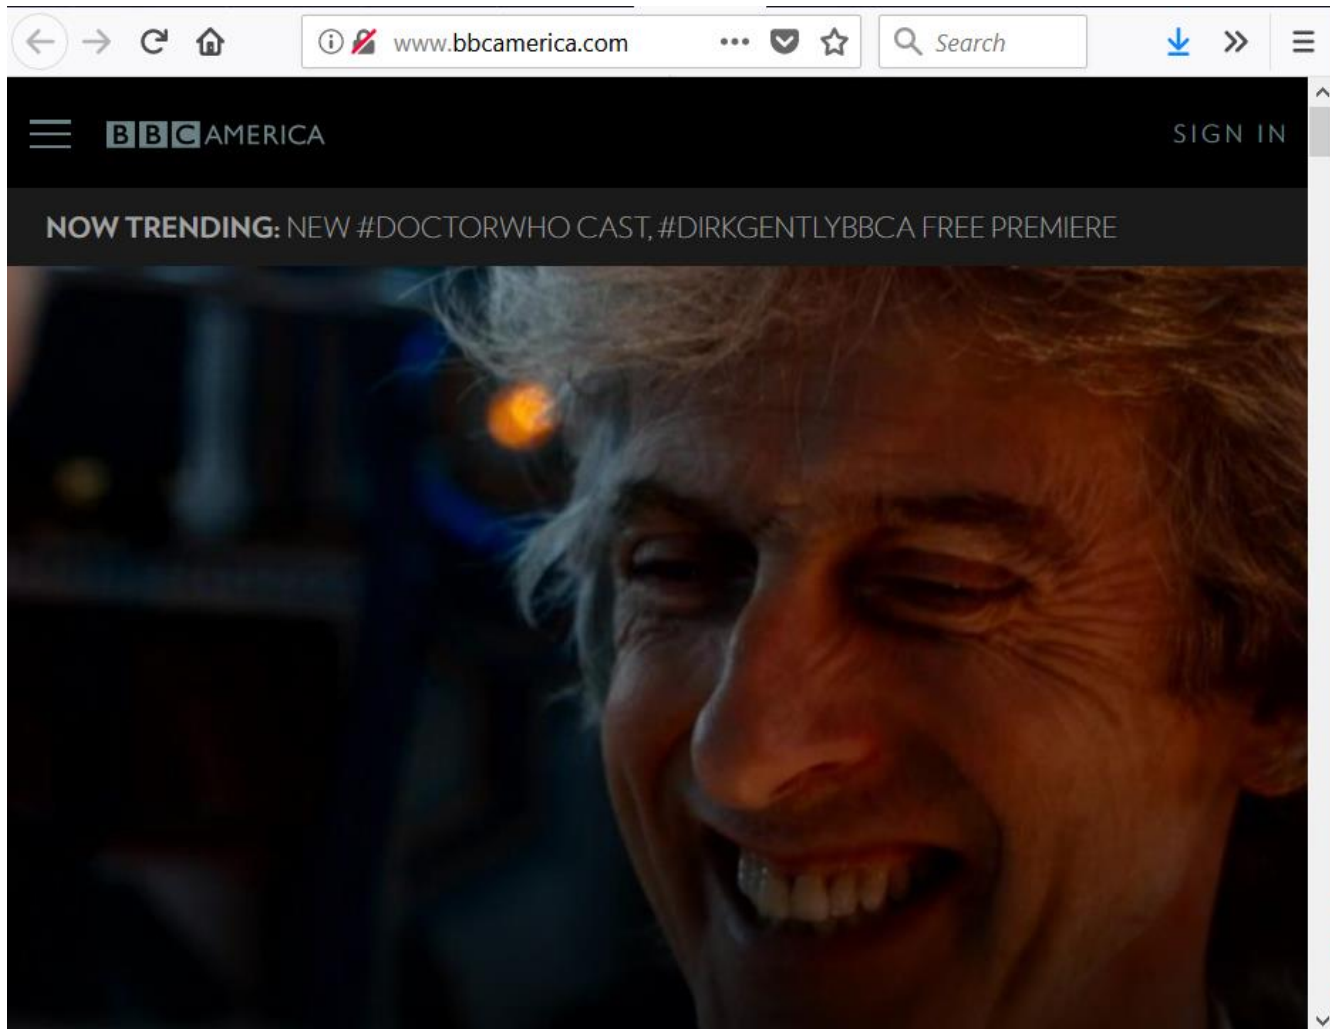 www.bbcamerica.com
Search
BBC AMERICA
SIGN IN
NOW TRENDING: NEW #DOCTORWHO CAST, #DIRKGENTLYBBCA FREE PREMIERE